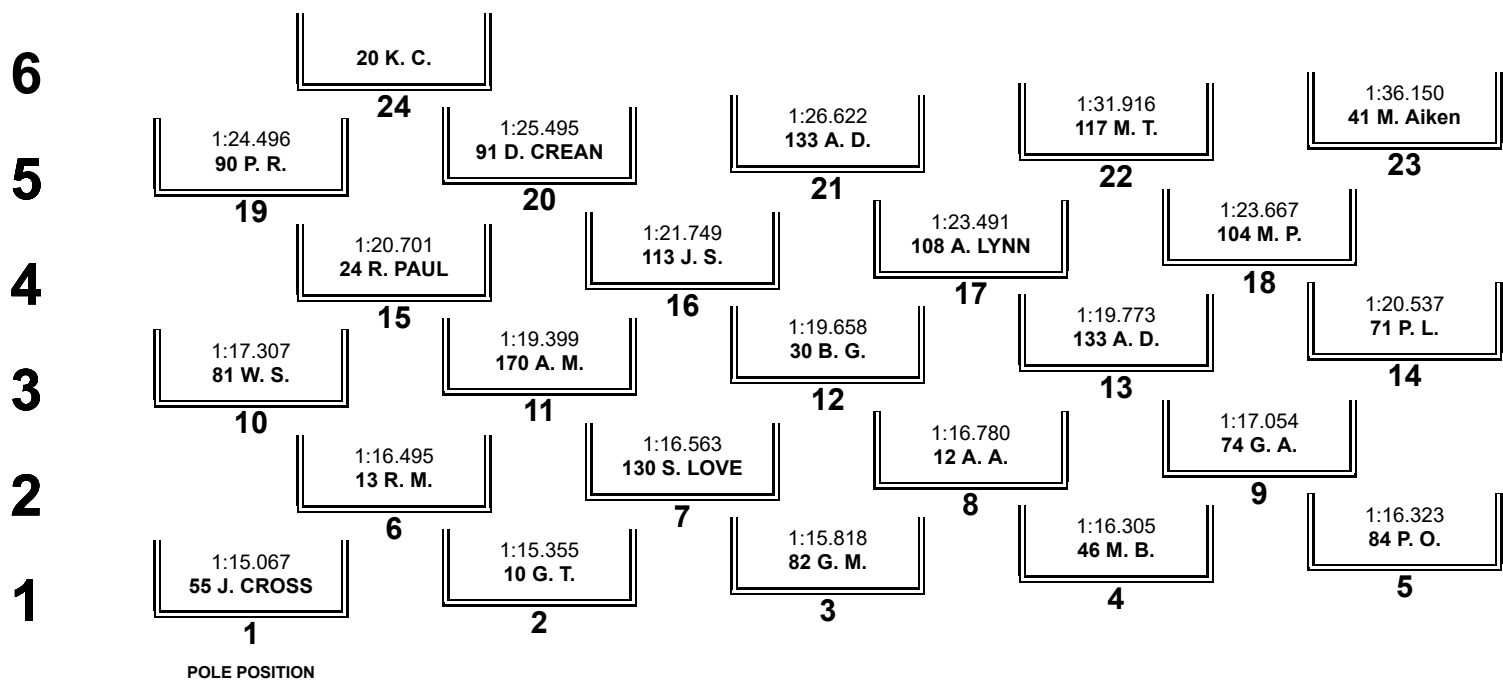 6
20 K. C.
24
5
1:24.496
90 P. R.
19
1:25.495
91 D. CREAN
20
1:26.622
133 A. D.
21
1:31.916
117 M. T.
22
1:36.150
41 M. Aiken
23
4
1:20.701
24 R. PAUL
15
1:21.749
113 J. S.
16
1:23.491
108 A. LYNN
17
1:23.667
104 M. P.
18
3
1:17.307
81 W. S.
10
1:19.399
170 A. M.
11
1:19.658
30 B. G.
12
1:19.773
133 A. D.
13
1:20.537
71 P. L.
14
2
1:16.495
13 R. M.
6
1:16.563
130 S. LOVE
7
1:16.780
12 A. A.
8
1:17.054
74 G. A.
9
1
1:15.067
55 J. CROSS
1
1:15.355
10 G. T.
2
1:15.818
82 G. M.
3
1:16.305
46 M. B.
4
1:16.323
84 P. O.
5
POLE POSITION